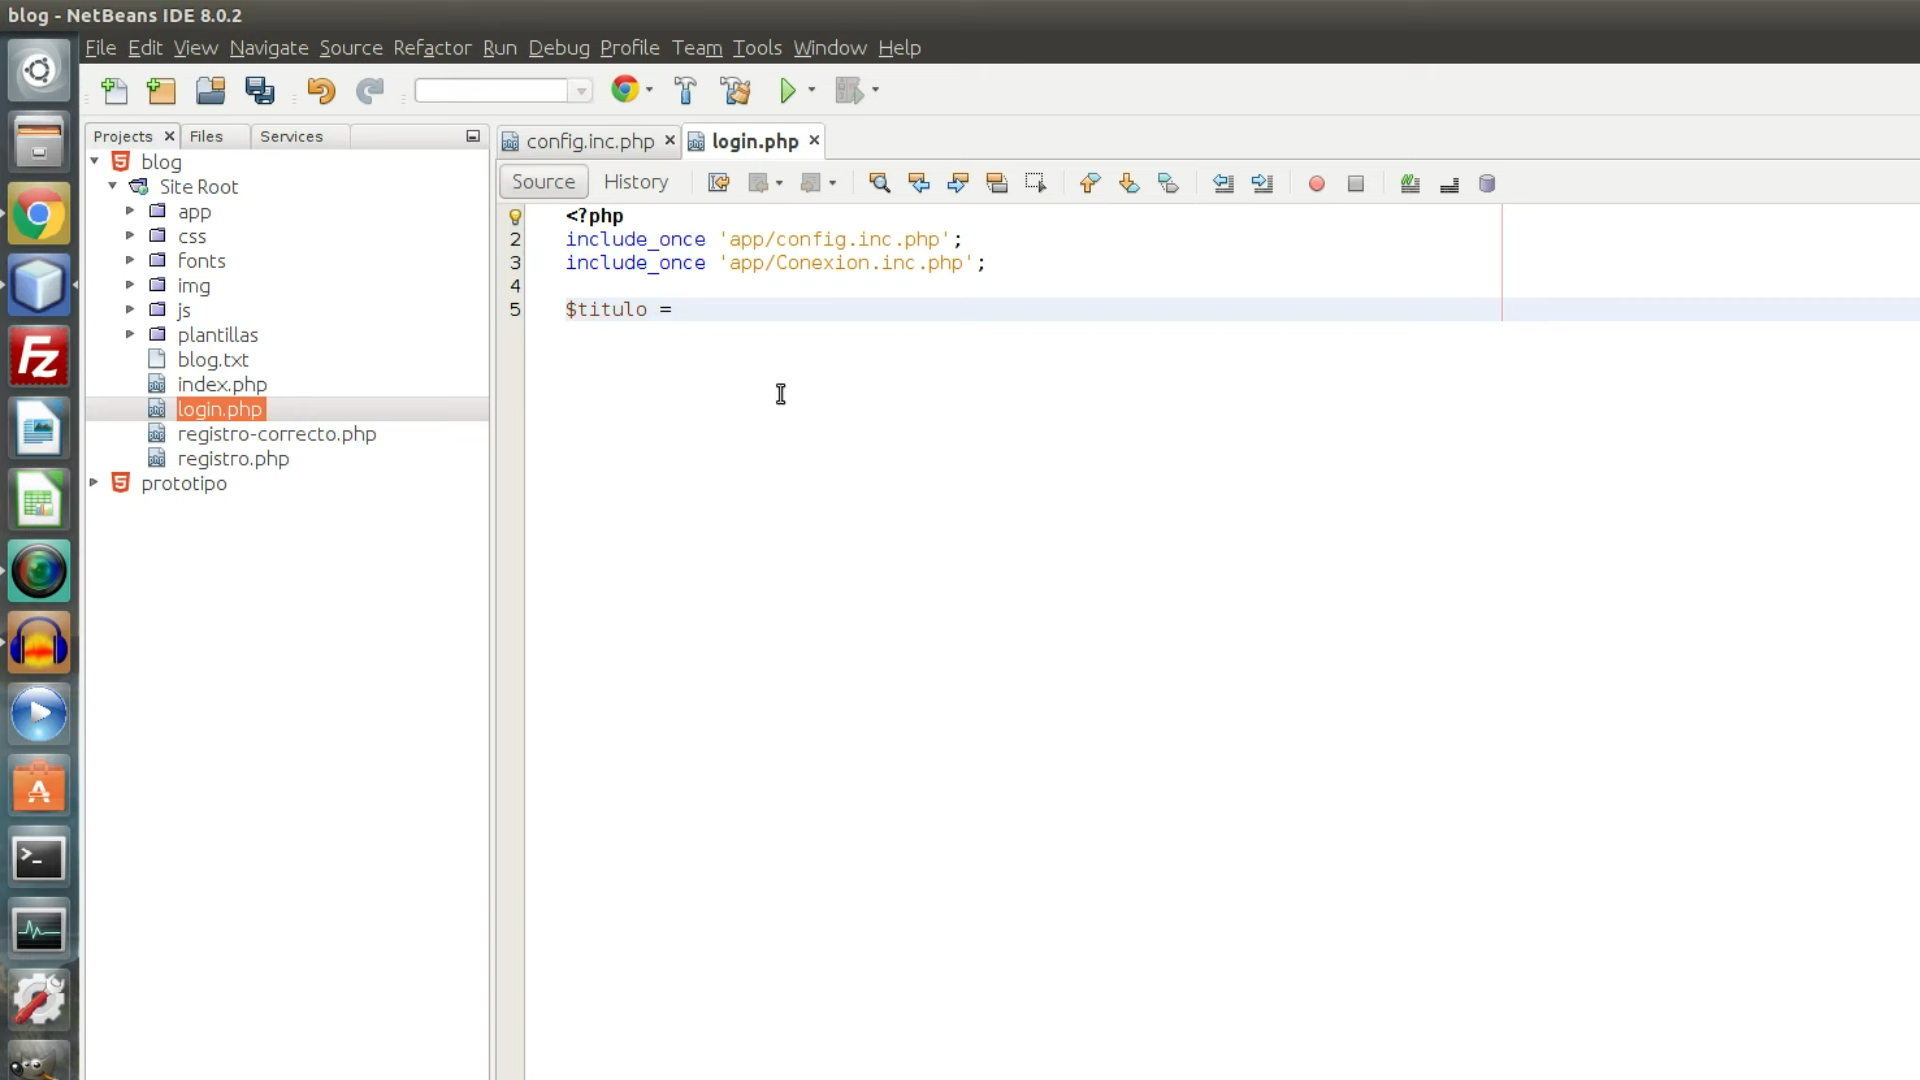 blog - NetBeans IDE 8.0.2
File Edit View Navigate Source Refactor Run Debug Profile Team Tools Window Help
Projects Files Services
config.inc.php login.php
Source History
blog
Site Root
app
css
fonts
img
js
plantillas
blog.txt
index.php
login.php
registro-correcto.php
registro.php
prototipo
<?php
2 include_once 'app/config.inc.php';
3 include_once 'app/Conexion.inc.php';
4
5 $titulo =